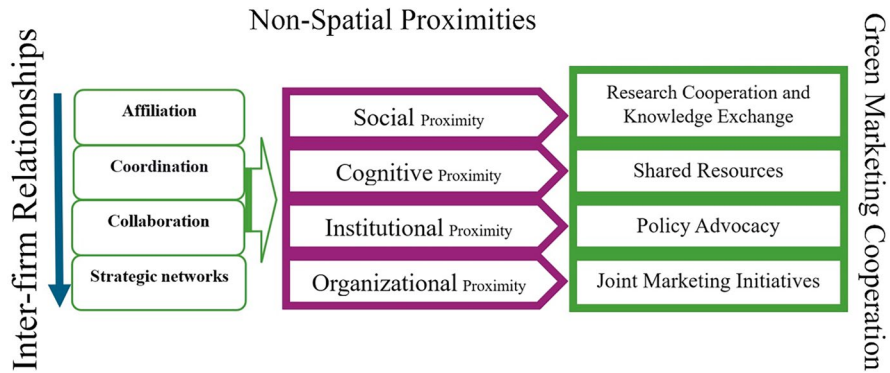 Non-Spatial Proximities
Inter-firm Relationships
Affiliation
Coordination
Collaboration
Strategic networks
Social Proximity
Cognitive Proximity
Institutional Proximity
Organizational Proximity
Research Cooperation and
Knowledge Exchange
Shared Resources
Policy Advocacy
Joint Marketing Initiatives
Green Marketing Cooperation